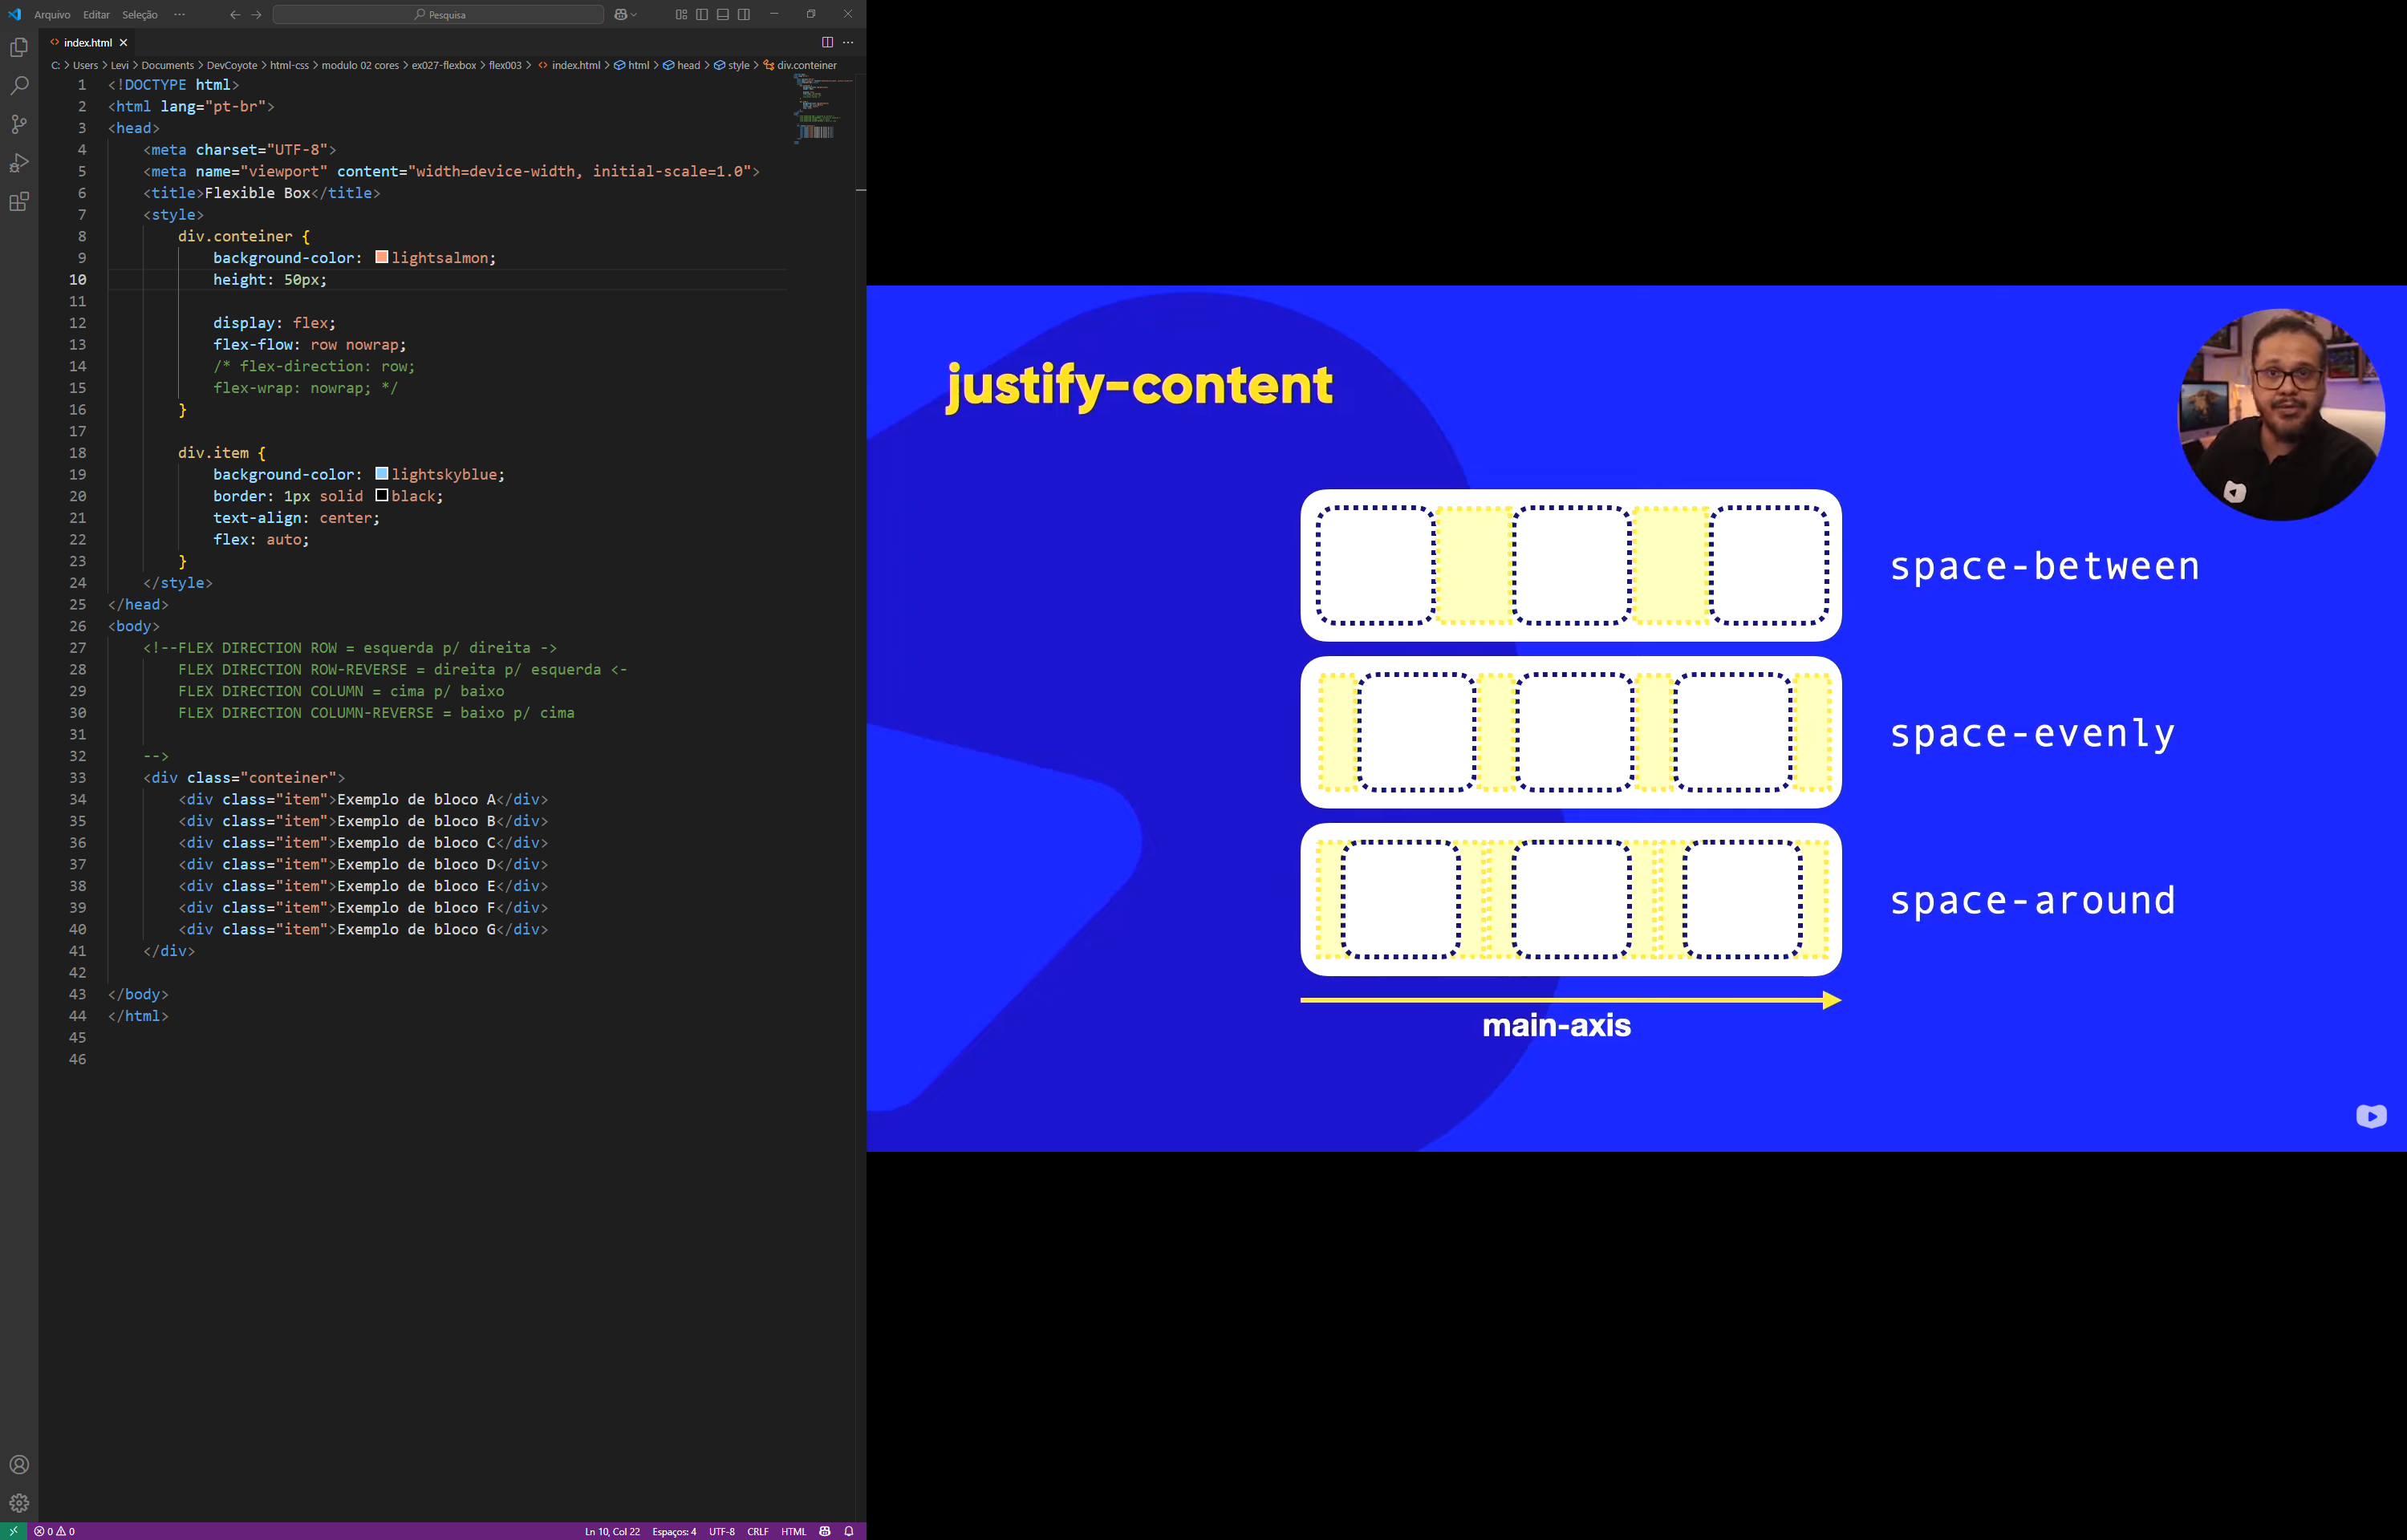 Arquivo Editar Seleção ··· Pesquisa
index.html
C: > Users > Levi > Documents > DevCoyote > html-css > modulo 02 cores > ex027-flexbox > flex003 > index.html > html > head > style > div.conteiner
1 <!DOCTYPE html>
2 <html lang="pt-br">
3 <head>
4 <meta charset="UTF-8">
5 <meta name="viewport" content="width=device-width, initial-scale=1.0">
6 <title>Flexible Box</title>
7 <style>
8 div.conteiner {
9 background-color: lightsalmon;
10 height: 50px;
11
12 display: flex;
13 flex-flow: row nowrap;
14 /* flex-direction: row;
15 flex-wrap: nowrap; */
16 }
17
18 div.item {
19 background-color: lightskyblue;
20 border: 1px solid black;
21 text-align: center;
22 flex: auto;
23 }
24 </style>
25 </head>
26 <body>
27 <!--FLEX DIRECTION ROW = esquerda p/ direita ->
28 FLEX DIRECTION ROW-REVERSE = direita p/ esquerda <-
29 FLEX DIRECTION COLUMN = cima p/ baixo
30 FLEX DIRECTION COLUMN-REVERSE = baixo p/ cima
31
32 -->
33 <div class="conteiner">
34 <div class="item">Exemplo de bloco A</div>
35 <div class="item">Exemplo de bloco B</div>
36 <div class="item">Exemplo de bloco C</div>
37 <div class="item">Exemplo de bloco D</div>
38 <div class="item">Exemplo de bloco E</div>
39 <div class="item">Exemplo de bloco F</div>
40 <div class="item">Exemplo de bloco G</div>
41 </div>
42
43 </body>
44 </html>
45
46
0 0 Ln 10, Col 22 Espaços: 4 UTF-8 CRLF HTML
justify-content
space-between
space-evenly
space-around
main-axis